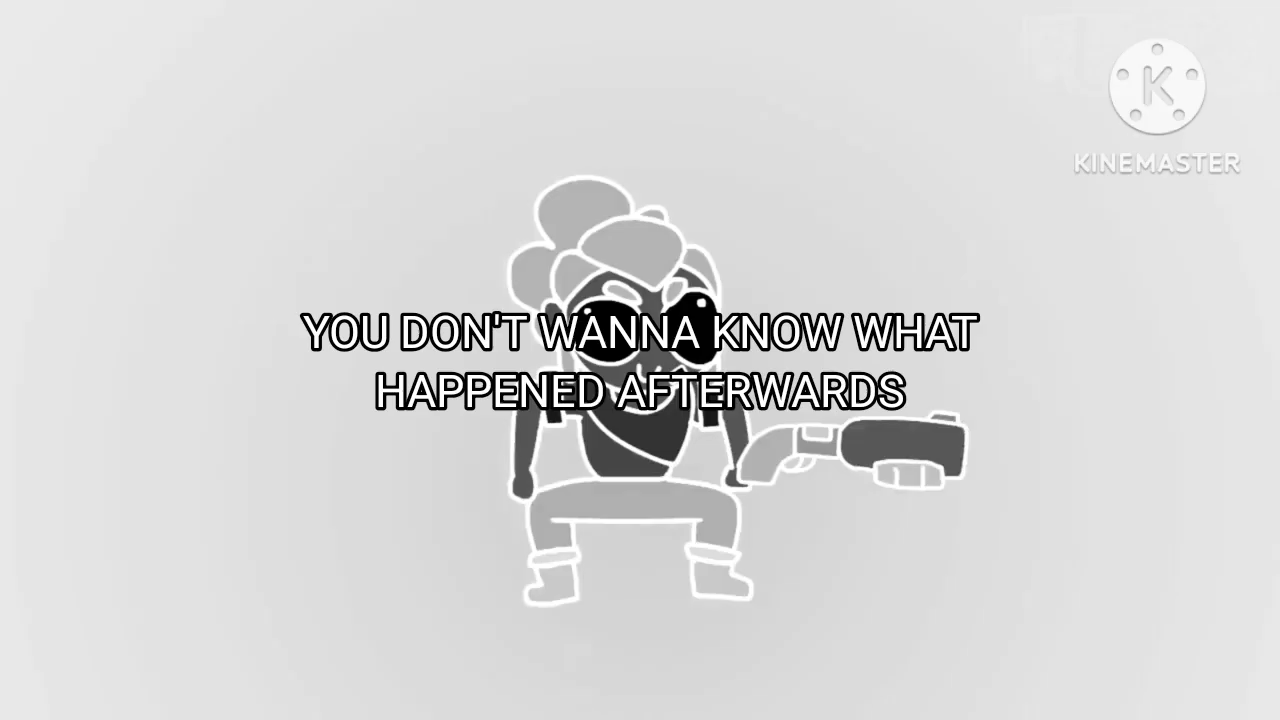 K
KINEMASTER
YOU DON'T WANNA KNOW WHAT
HAPPENED AFTERWARDS